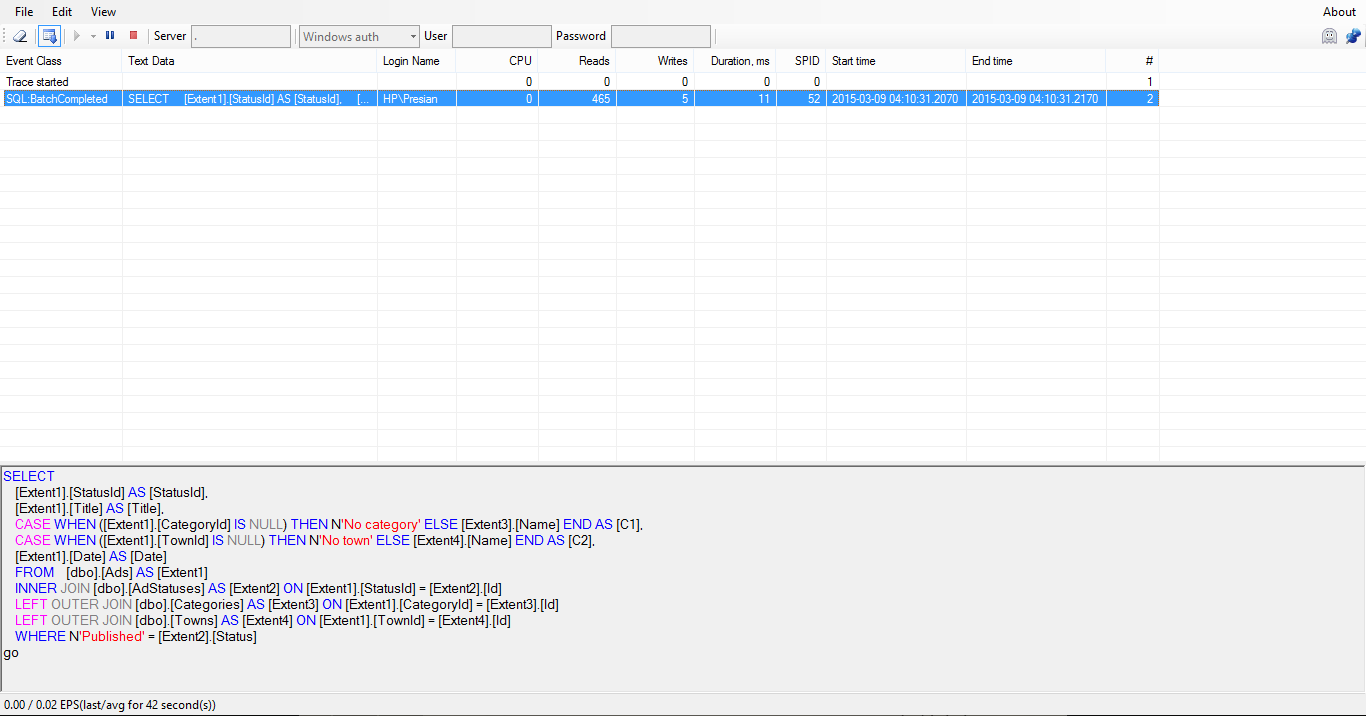 File Edit View About
Server . Windows auth User Password
Event Class Text Data Login Name CPU Reads Writes Duration, ms SPID Start time End time #
Trace started 0 0 0 0 0 1
SQL:BatchCompleted SELECT [Extent1].[StatusId] AS [StatusId], [... HP\Presian 0 465 5 11 52 2015-03-09 04:10:31.2070 2015-03-09 04:10:31.2170 2
SELECT
[Extent1].[StatusId] AS [StatusId],
[Extent1].[Title] AS [Title],
CASE WHEN ([Extent1].[CategoryId] IS NULL) THEN N'No category' ELSE [Extent3].[Name] END AS [C1],
CASE WHEN ([Extent1].[TownId] IS NULL) THEN N'No town' ELSE [Extent4].[Name] END AS [C2],
[Extent1].[Date] AS [Date]
FROM [dbo].[Ads] AS [Extent1]
INNER JOIN [dbo].[AdStatuses] AS [Extent2] ON [Extent1].[StatusId] = [Extent2].[Id]
LEFT OUTER JOIN [dbo].[Categories] AS [Extent3] ON [Extent1].[CategoryId] = [Extent3].[Id]
LEFT OUTER JOIN [dbo].[Towns] AS [Extent4] ON [Extent1].[TownId] = [Extent4].[Id]
WHERE N'Published' = [Extent2].[Status]
go
0.00 / 0.02 EPS(last/avg for 42 second(s))